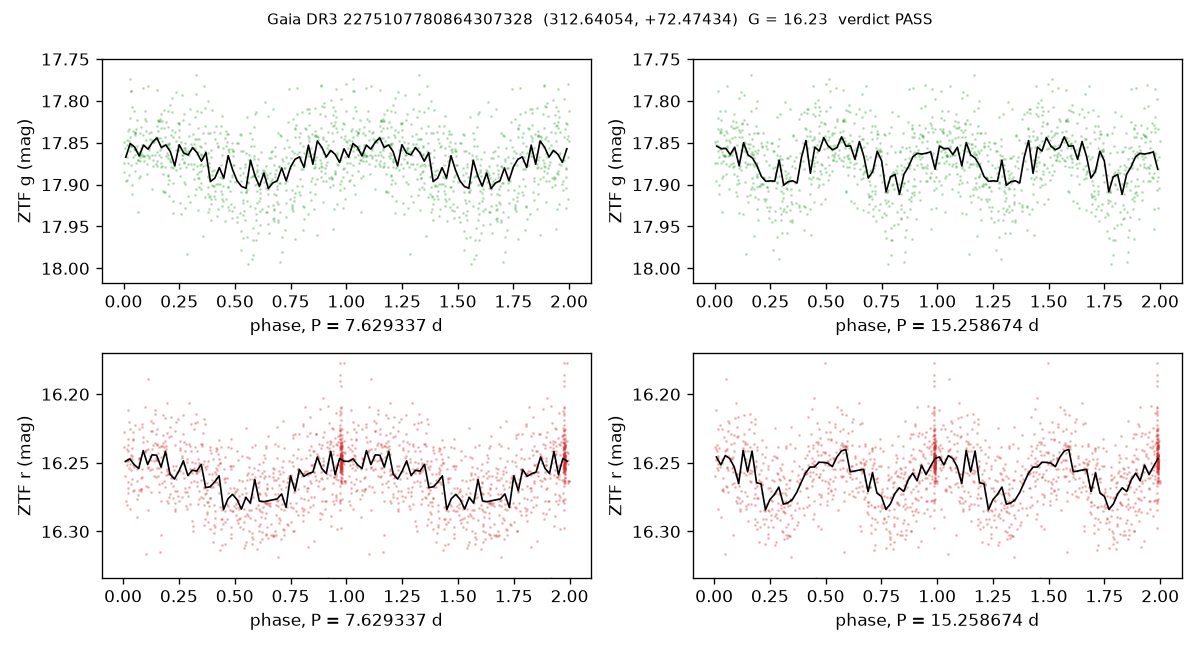 Gaia DR3 2275107780864307328 (312.64054, +72.47434) G = 16.23 verdict PASS
17.75
17.80
17.85
17.90
17.95
18.00
ZTF g (mag)
0.00 0.25 0.50 0.75 1.00 1.25 1.50 1.75 2.00
phase, P = 7.629337 d
17.75
17.80
17.85
17.90
17.95
18.00
ZTF g (mag)
0.00 0.25 0.50 0.75 1.00 1.25 1.50 1.75 2.00
phase, P = 15.258674 d
16.20
16.25
16.30
ZTF r (mag)
0.00 0.25 0.50 0.75 1.00 1.25 1.50 1.75 2.00
phase, P = 7.629337 d
16.20
16.25
16.30
ZTF r (mag)
0.00 0.25 0.50 0.75 1.00 1.25 1.50 1.75 2.00
phase, P = 15.258674 d